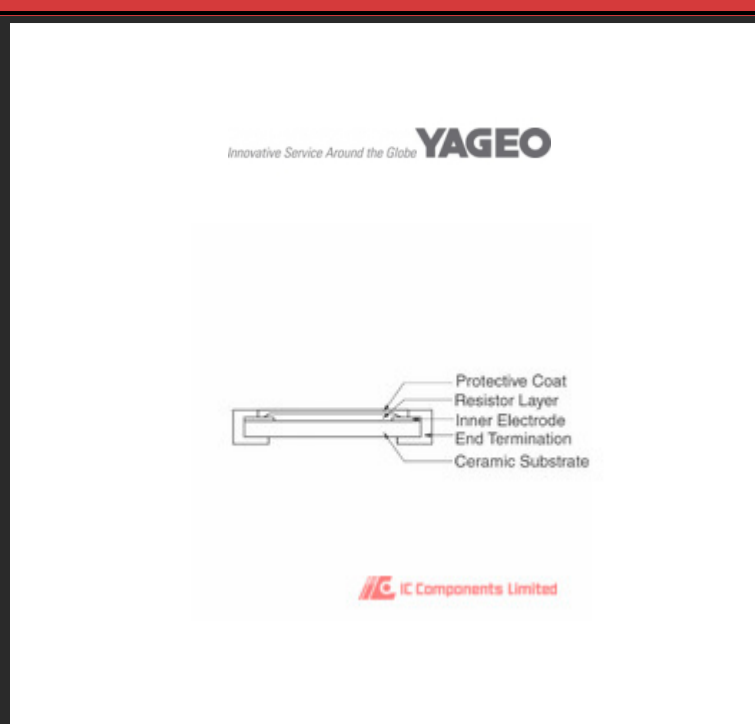 Innovative Service Around the Globe YAGEO
Protective Coat
Resistor Layer
Inner Electrode
End Termination
Ceramic Substrate
IC Components Limited